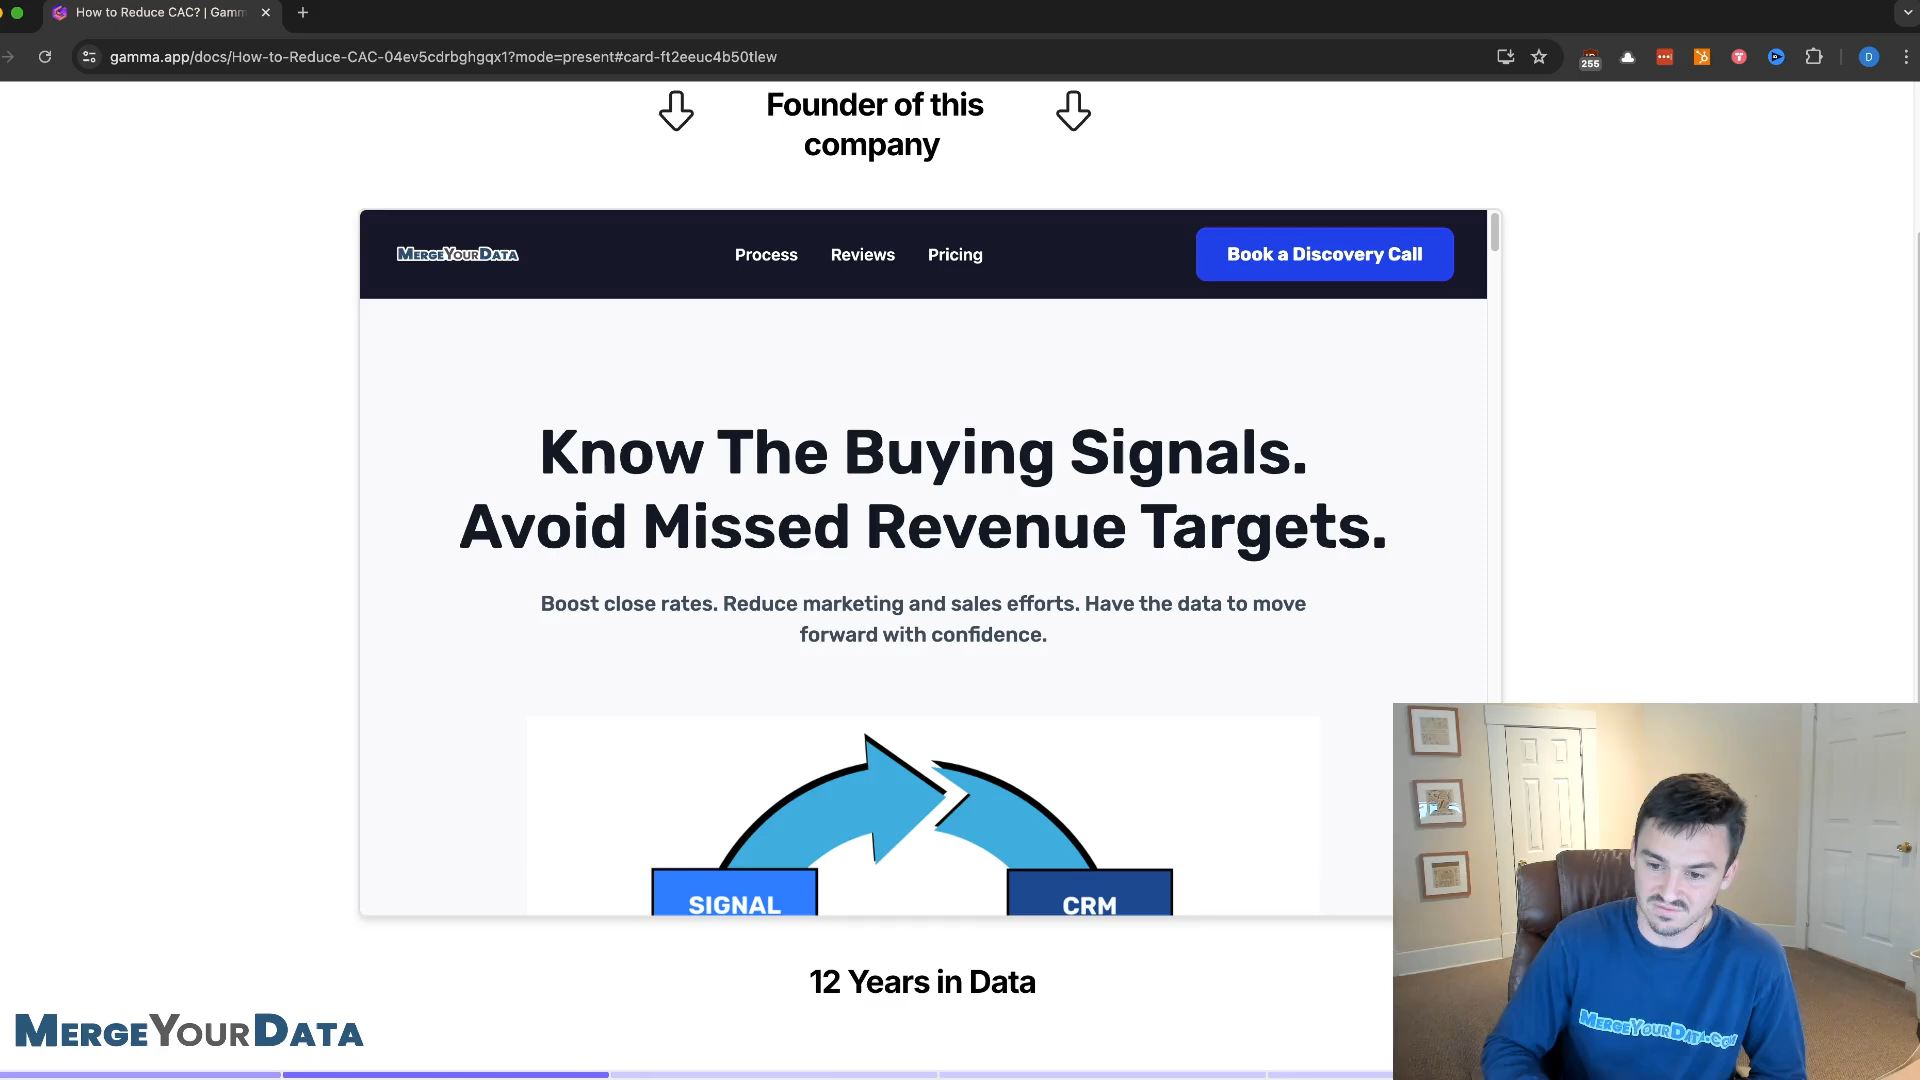 How to Reduce CAC? | Gamm
gamma.app/docs/How-to-Reduce-CAC-04ev5cdrbghgqx1?mode=present#card-ft2eeuc4b50tlew
255
D
Founder of this
company
MERGEYOURDATA
Process
Reviews
Pricing
Book a Discovery Call
Know The Buying Signals.
Avoid Missed Revenue Targets.
Boost close rates. Reduce marketing and sales efforts. Have the data to move
forward with confidence.
SIGNAL
CRM
12 Years in Data
MERGEYOURDATA
MERGEYOURDATA.COM